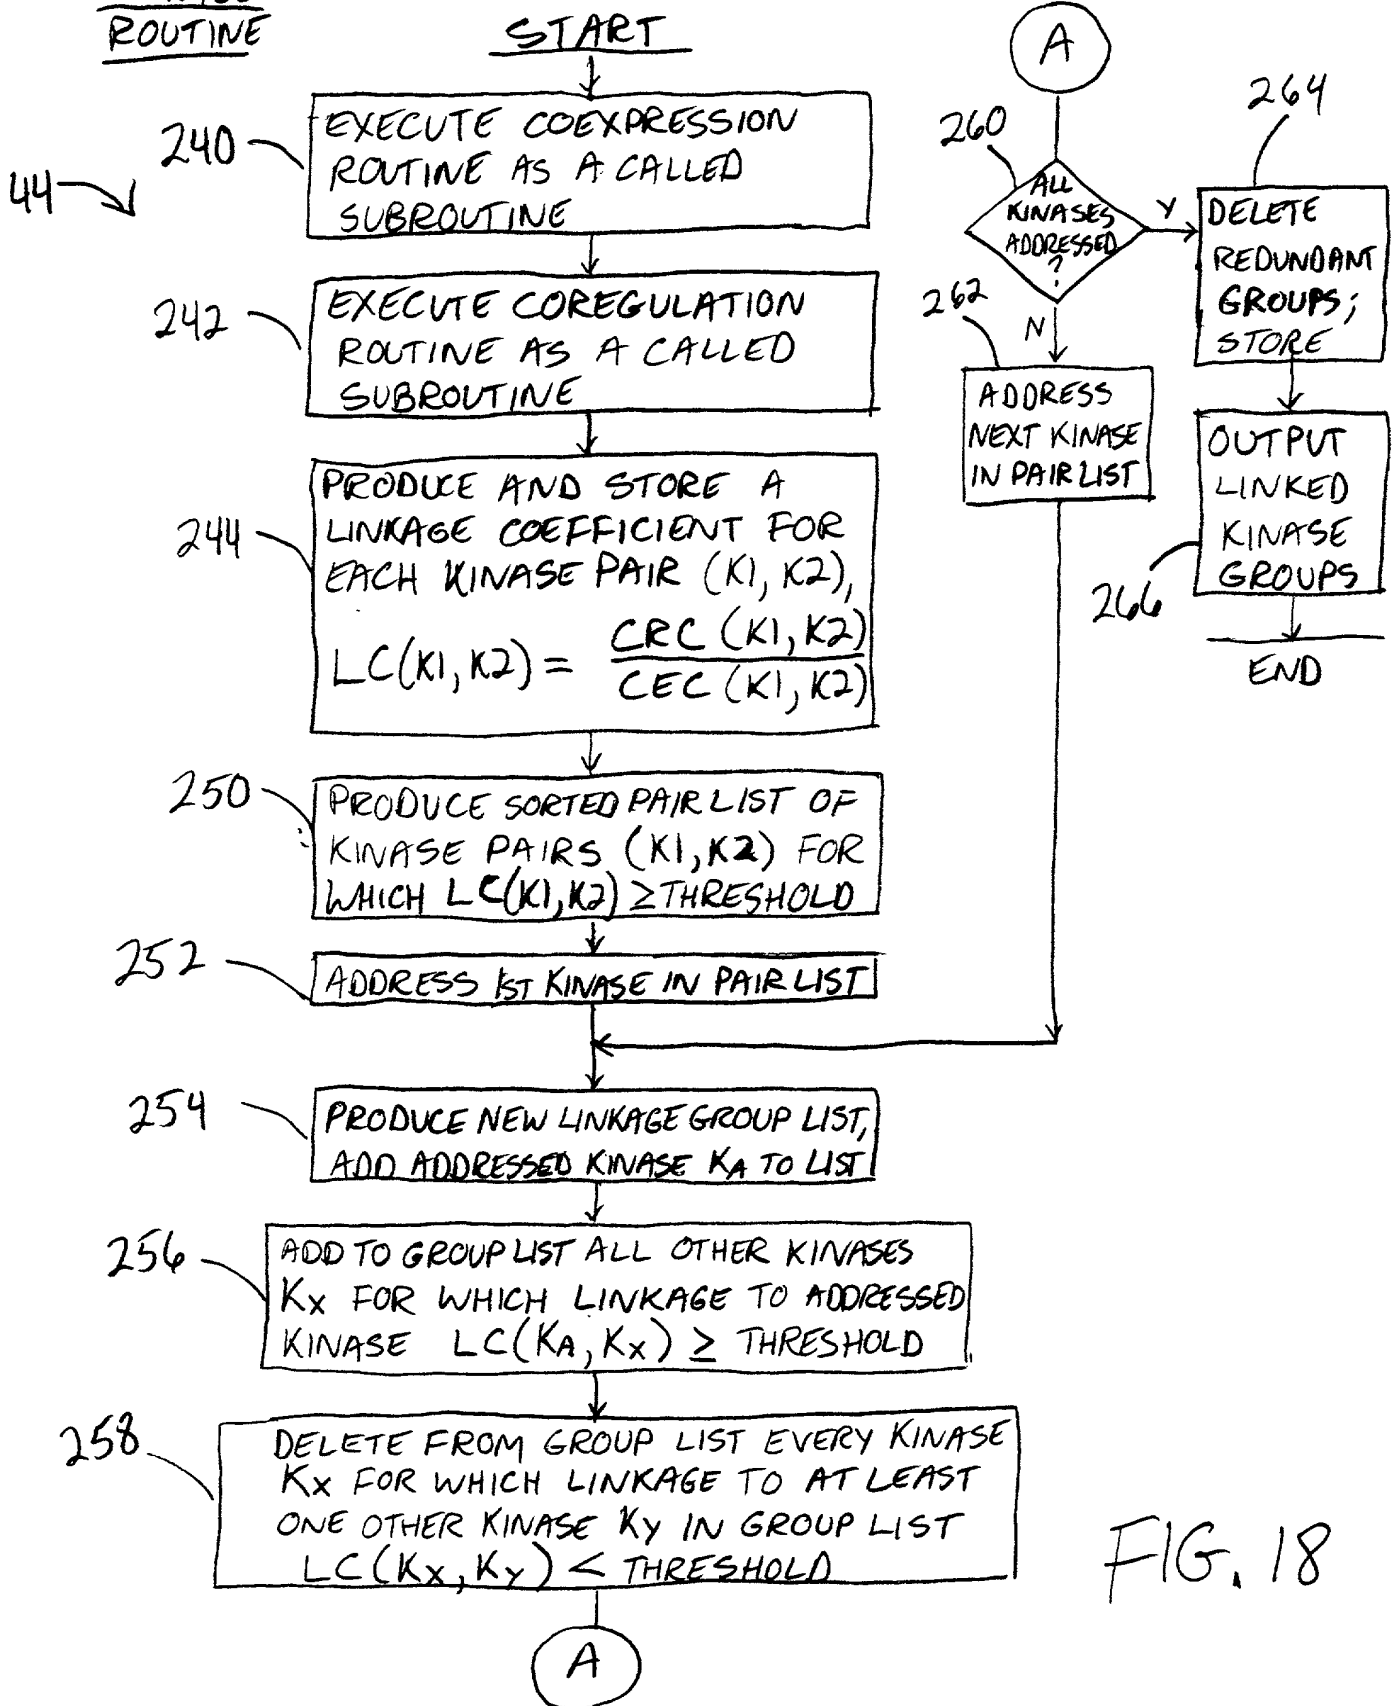 ROUTINE
START
240
EXECUTE COEXPRESSION
ROUTINE AS A CALLED
SUBROUTINE
44
242
EXECUTE COREGULATION
ROUTINE AS A CALLED
SUBROUTINE
244
PRODUCE AND STORE A
LINKAGE COEFFICIENT FOR
EACH KINASE PAIR (K1, K2),
LC(K1, K2) = CRC (K1, K2)
CEC (K1, K2)
250
PRODUCE SORTED PAIR LIST OF
KINASE PAIRS (K1, K2) FOR
WHICH LC(K1, K2) ≥ THRESHOLD
252
ADDRESS 1ST KINASE IN PAIR LIST
254
PRODUCE NEW LINKAGE GROUP LIST,
ADD ADDRESSED KINASE KA TO LIST
256
ADD TO GROUP LIST ALL OTHER KINASES
KX FOR WHICH LINKAGE TO ADDRESSED
KINASE LC(KA, KX) ≥ THRESHOLD
258
DELETE FROM GROUP LIST EVERY KINASE
KX FOR WHICH LINKAGE TO AT LEAST
ONE OTHER KINASE KY IN GROUP LIST
LC(KX, KY) < THRESHOLD
A
A
260
ALL
KINASES
ADDRESSED
?
Y
N
262
ADDRESS
NEXT KINASE
IN PAIR LIST
264
DELETE
REDUNDANT
GROUPS;
STORE
266
OUTPUT
LINKED
KINASE
GROUPS
END
FIG. 18